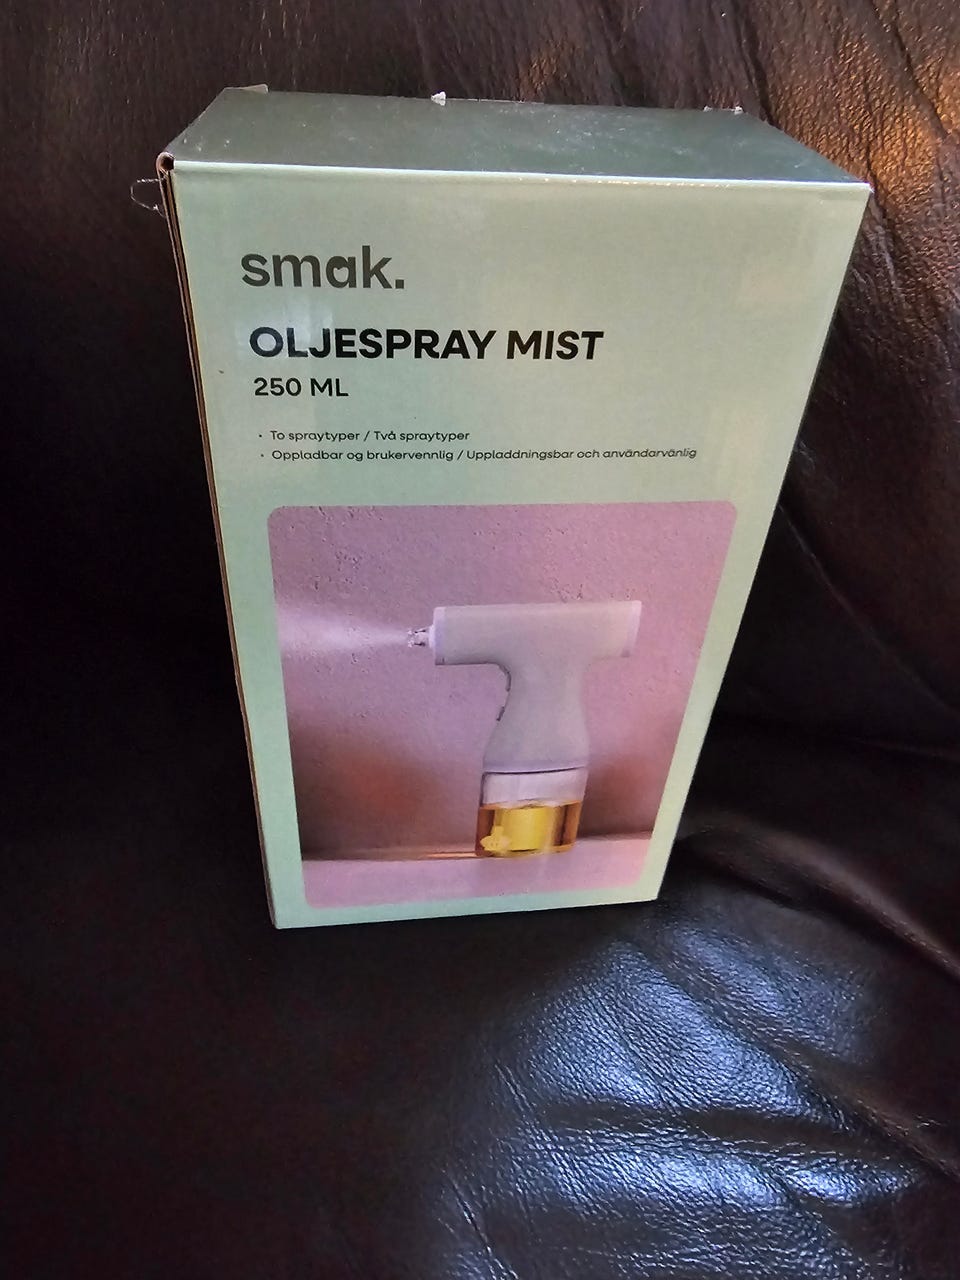 smak.
OLJESPRAY MIST
250 ML
• To spraytyper / Två spraytyper
• Oppladbar og brukervennlig / Uppladdningsbar och användarvänlig